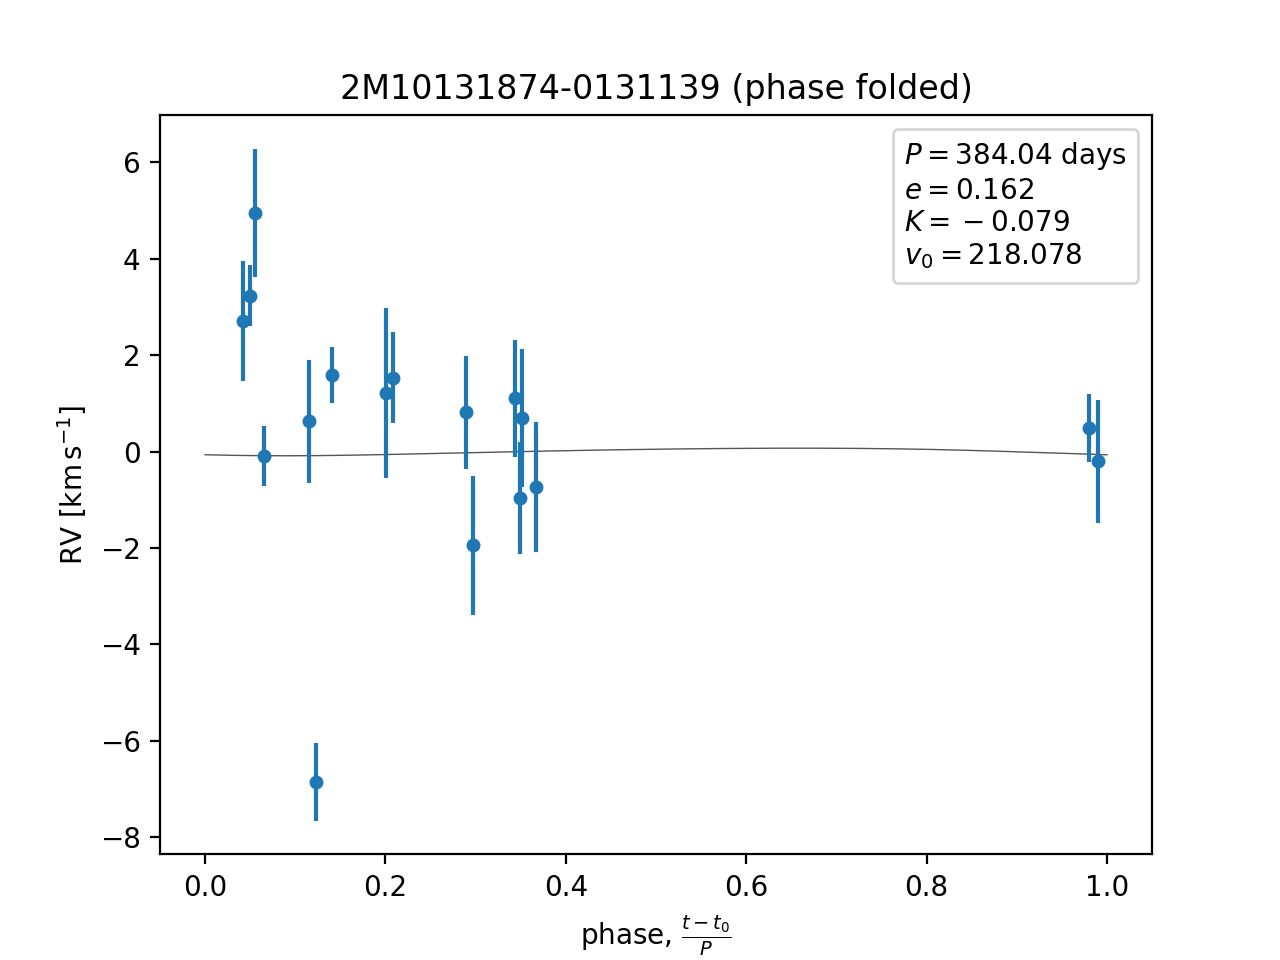 2M10131874-0131139 (phase folded)
P = 384.04 days
e = 0.162
K = −0.079
v₀ = 218.078
6
4
2
0
−2
−4
−6
−8
RV [km s⁻¹]
0.0 0.2 0.4 0.6 0.8 1.0
phase, (t − t₀)/P